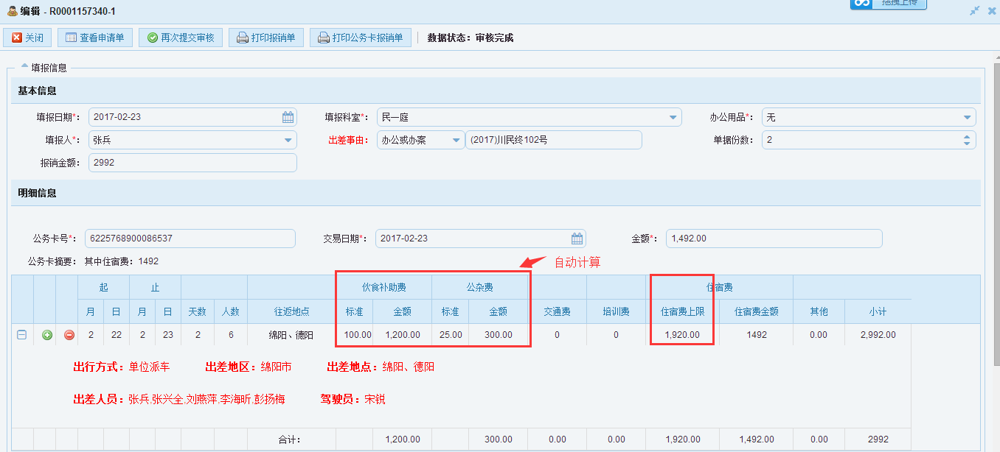 编辑 - R0001157340-1
拖拽上传
关闭 查看申请单 再次提交审核 打印报销单 打印公务卡报销单 数据状态：审核完成
填报信息
基本信息
填报日期*： 2017-02-23 填报科室*： 民一庭 办公用品*： 无
填报人*： 张兵 出差事由： 办公或办案 (2017)川民终102号 单据份数： 2
报销金额： 2992
明细信息
公务卡号*： 6225768900086537 交易日期*： 2017-02-23 金额*： 1,492.00
公务卡摘要： 其中住宿费：1492
自动计算
起 止 伙食补助费 公杂费 住宿费
月 日 月 日 天数 人数 往返地点 标准 金额 标准 金额 交通费 培训费 住宿费上限 住宿费金额 其他 小计
2 22 2 23 2 6 绵阳、德阳 100.00 1,200.00 25.00 300.00 0 0 1,920.00 1492 0.00 2,992.00
出行方式：单位派车 出差地区：绵阳市 出差地点：绵阳、德阳
出差人员：张兵,张兴全,刘燕萍,李海昕,彭扬梅 驾驶员：宋锐
合计： 1,200.00 300.00 0.00 0.00 1,920.00 1,492.00 0.00 2992